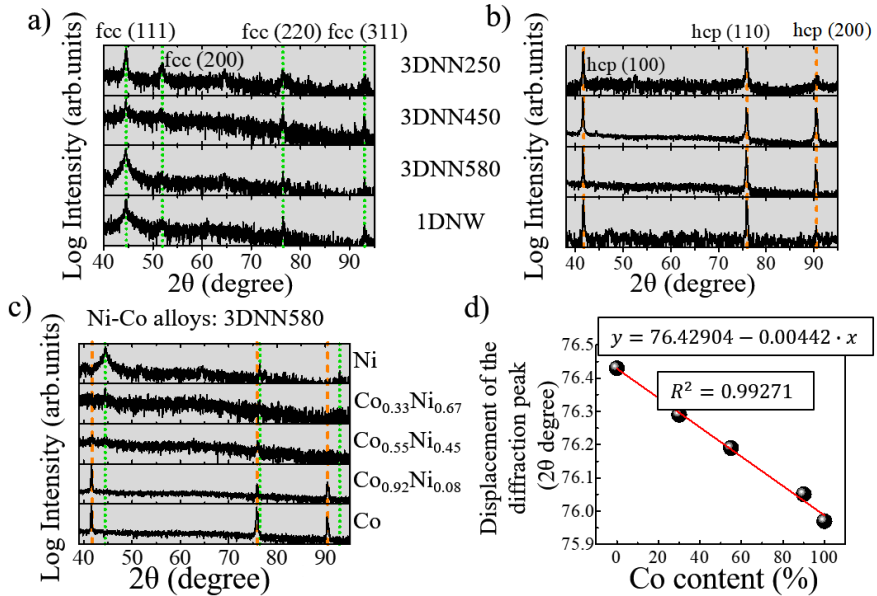 a)
fcc (111)
fcc (200)
fcc (220)
fcc (311)
Log Intensity (arb.units)
3DNN250
3DNN450
3DNN580
1DNW
40 50 60 70 80 90
2θ (degree)
b)
hcp (100)
hcp (110)
hcp (200)
Log Intensity (arb.units)
40 50 60 70 80 90
2θ (degree)
c)
Ni-Co alloys: 3DNN580
Log Intensity (arb.units)
Ni
Co0.33Ni0.67
Co0.55Ni0.45
Co0.92Ni0.08
Co
40 50 60 70 80 90
2θ (degree)
d)
y = 76.42904 − 0.00442 · x
R² = 0.99271
Displacement of the
diffraction peak
(2θ degree)
76.5
76.4
76.3
76.2
76.1
76.0
75.9
0 20 40 60 80 100
Co content (%)